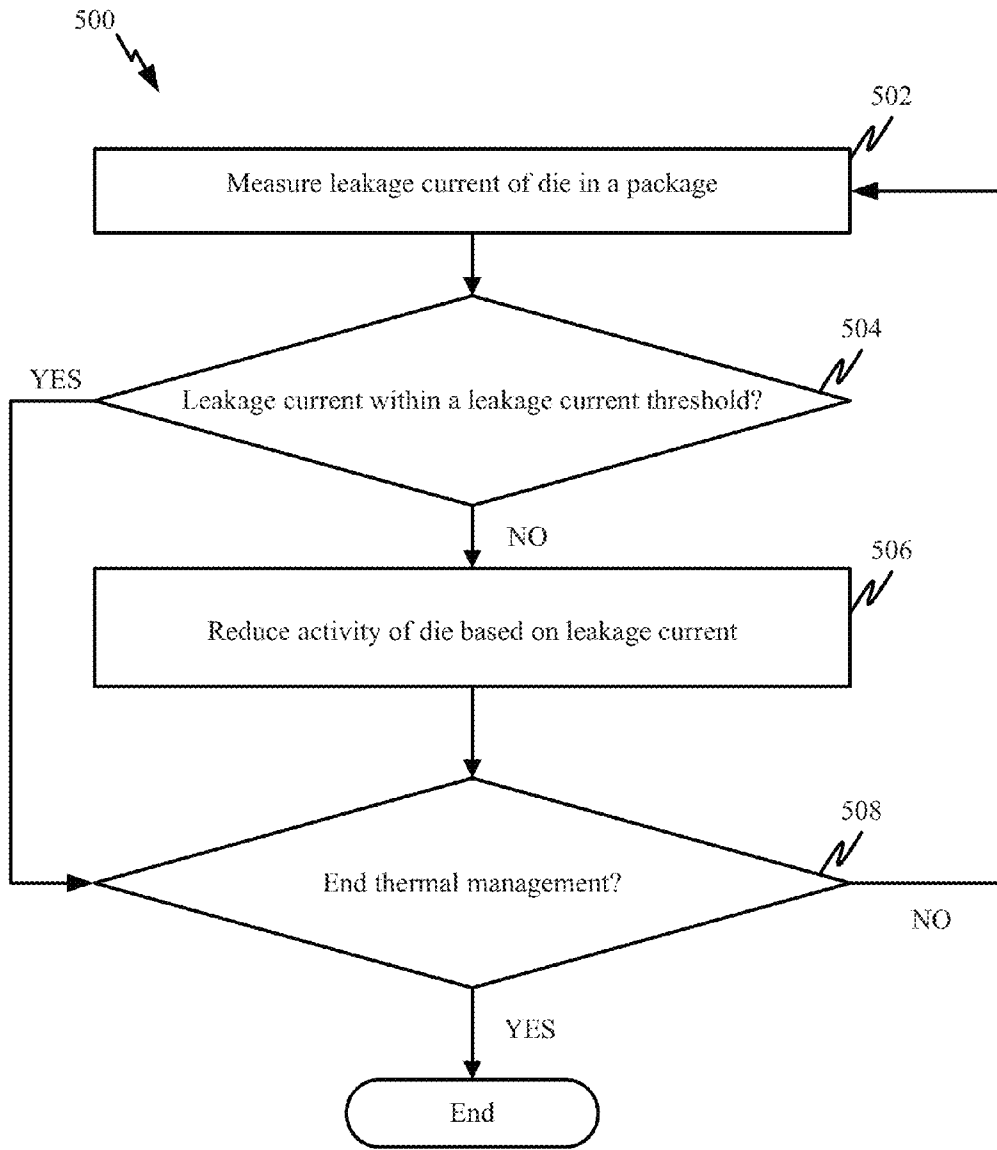 500
502
Measure leakage current of die in a package
504
YES
Leakage current within a leakage current threshold?
NO
506
Reduce activity of die based on leakage current
508
End thermal management?
NO
YES
End